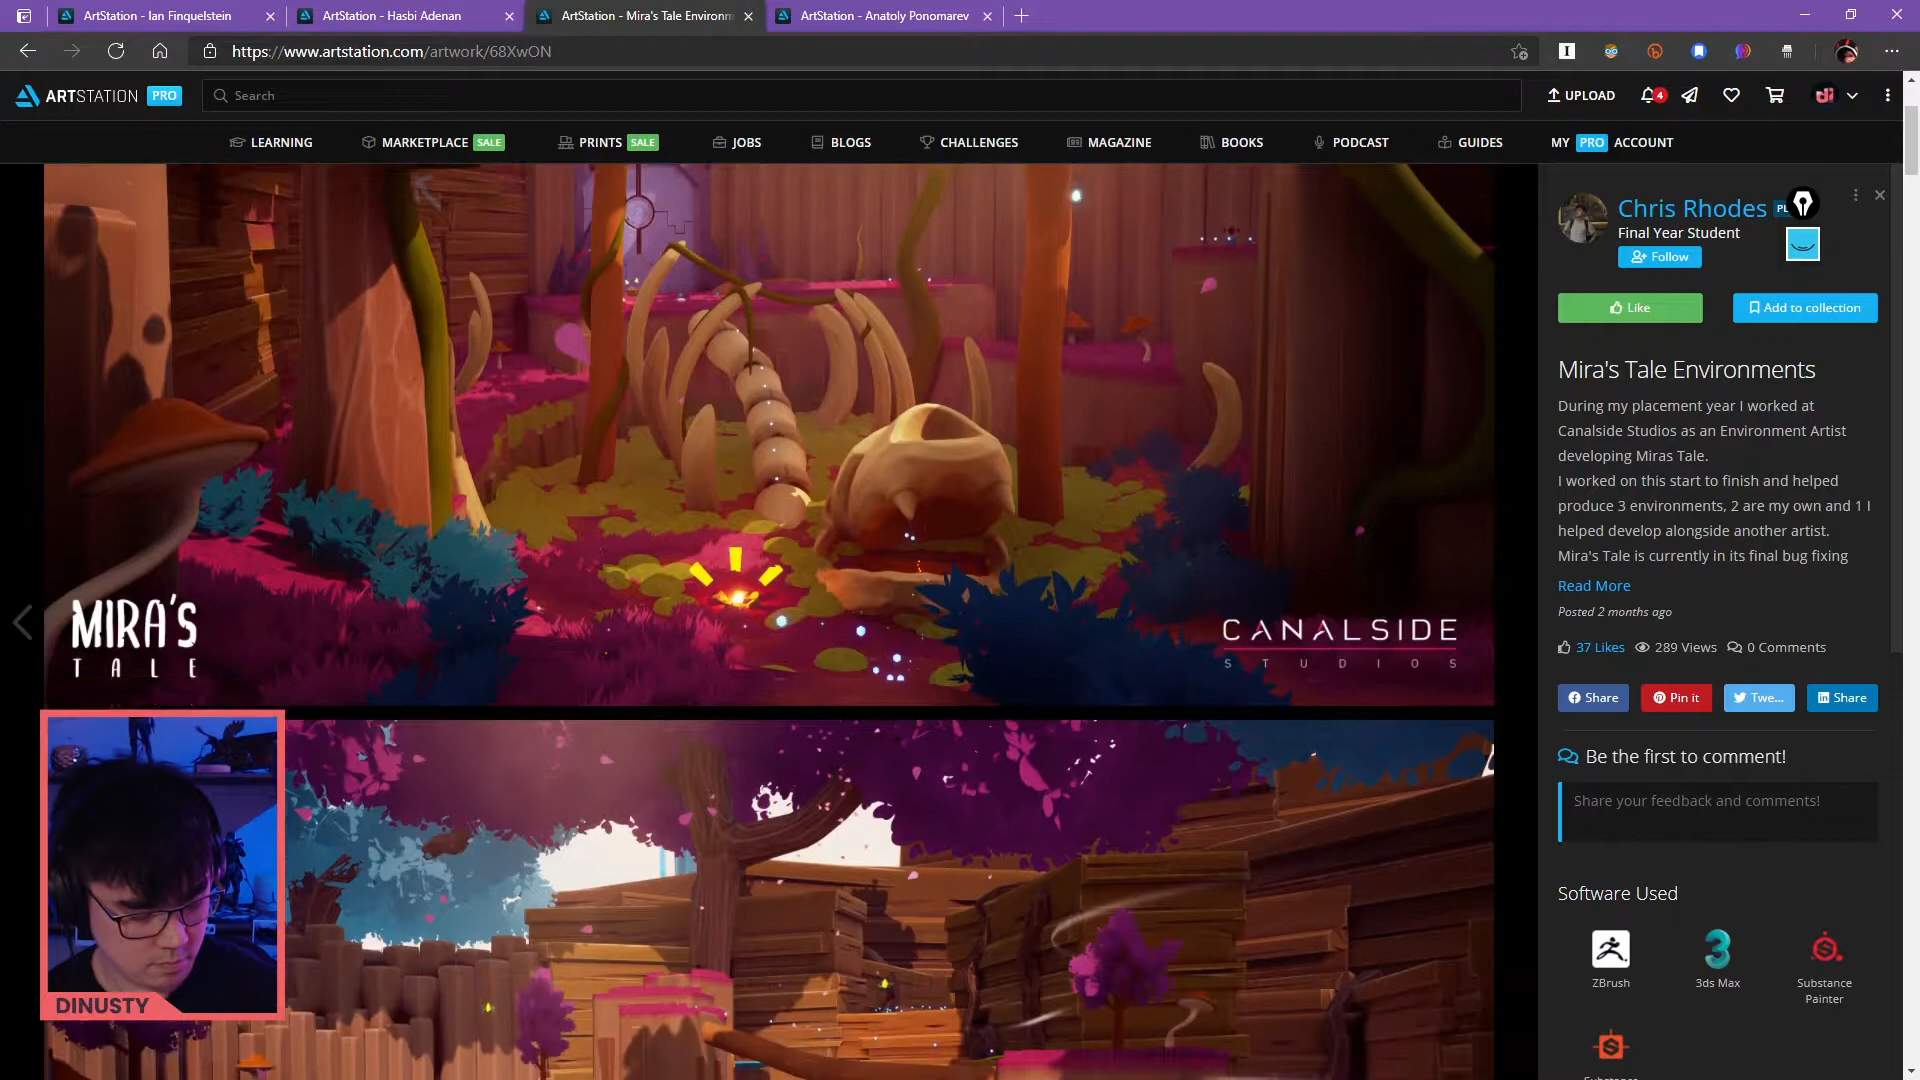 ArtStation - Ian Finquelstein
ArtStation - Hasbi Adenan
ArtStation - Mira's Tale Environm
ArtStation - Anatoly Ponomarev
https://www.artstation.com/artwork/68XwON
ARTSTATION PRO
Search
UPLOAD
4
LEARNING
MARKETPLACE SALE
PRINTS SALE
JOBS
BLOGS
CHALLENGES
MAGAZINE
BOOKS
PODCAST
GUIDES
MY PRO ACCOUNT
MIRA'S
TALE
CANALSIDE
STUDIOS
DINUSTY
Chris Rhodes
Final Year Student
Follow
Like
Add to collection
Mira's Tale Environments
During my placement year I worked at
Canalside Studios as an Environment Artist
developing Miras Tale.
I worked on this start to finish and helped
produce 3 environments, 2 are my own and 1 I
helped develop alongside another artist.
Mira's Tale is currently in its final bug fixing
Read More
Posted 2 months ago
37 Likes 289 Views 0 Comments
Share
Pin it
Twe...
Share
Be the first to comment!
Share your feedback and comments!
Software Used
ZBrush
3ds Max
Substance
Painter